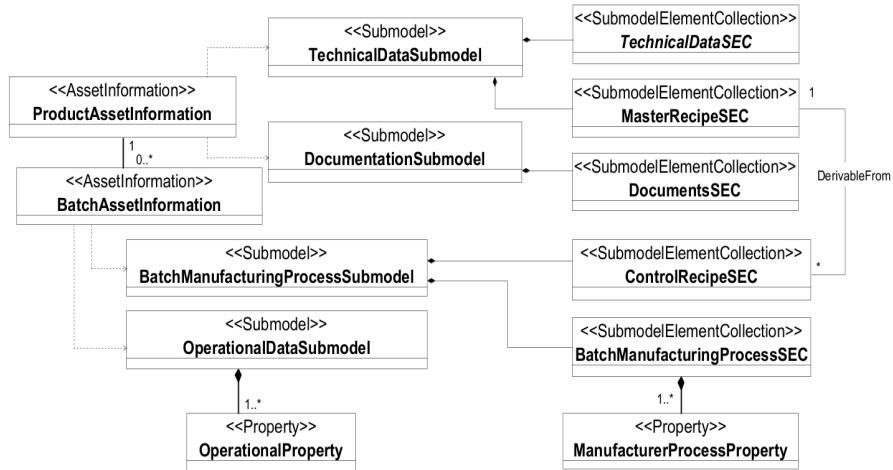 <<Submodel>>
TechnicalDataSubmodel
<<SubmodelElementCollection>>
TechnicalDataSEC
<<AssetInformation>>
ProductAssetInformation
<<SubmodelElementCollection>>
MasterRecipeSEC
1
<<Submodel>>
DocumentationSubmodel
1
0..*
<<SubmodelElementCollection>>
DocumentsSEC
DerivableFrom
<<AssetInformation>>
BatchAssetInformation
<<Submodel>>
BatchManufacturingProcessSubmodel
<<SubmodelElementCollection>>
ControlRecipeSEC
*
<<Submodel>>
OperationalDataSubmodel
<<SubmodelElementCollection>>
BatchManufacturingProcessSEC
1..*
1..*
<<Property>>
OperationalProperty
<<Property>>
ManufacturerProcessProperty